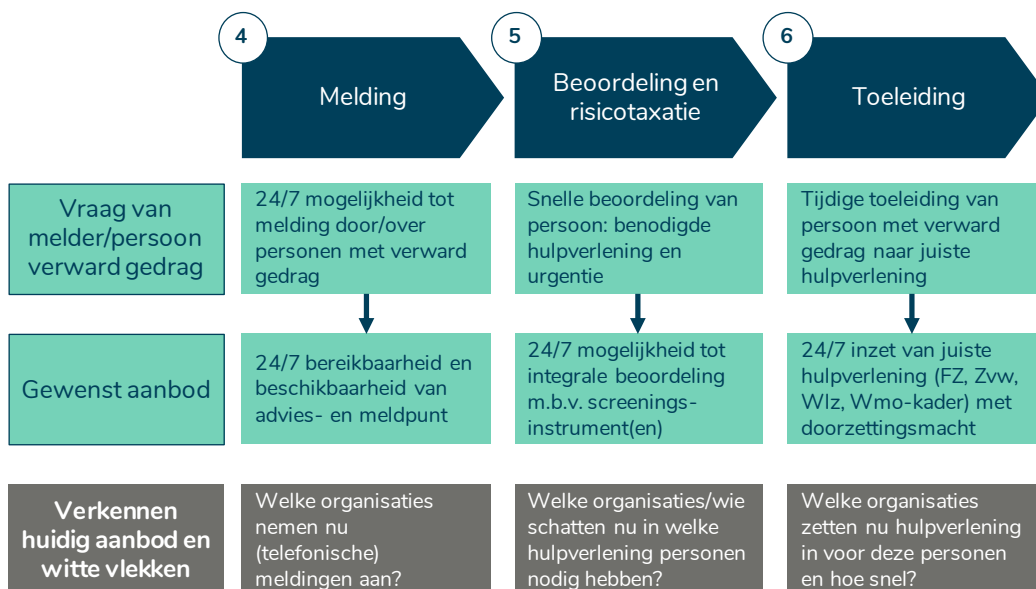 4
Melding
5
Beoordeling en
risicotaxatie
6
Toeleiding
Vraag van
melder/persoon
verward gedrag
24/7 mogelijkheid tot
melding door/over
personen met verward
gedrag
Snelle beoordeling van
persoon: benodigde
hulpverlening en
urgentie
Tijdige toeleiding van
persoon met verward
gedrag naar juiste
hulpverlening
Gewenst aanbod
24/7 bereikbaarheid en
beschikbaarheid van
advies- en meldpunt
24/7 mogelijkheid tot
integrale beoordeling
m.b.v. screenings-
instrument(en)
24/7 inzet van juiste
hulpverlening (FZ, Zvw,
Wlz, Wmo-kader) met
doorzettingsmacht
Verkennen
huidig aanbod en
witte vlekken
Welke organisaties
nemen nu
(telefonische)
meldingen aan?
Welke organisaties/wie
schatten nu in welke
hulpverlening personen
nodig hebben?
Welke organisaties
zetten nu hulpverlening
in voor deze personen
en hoe snel?